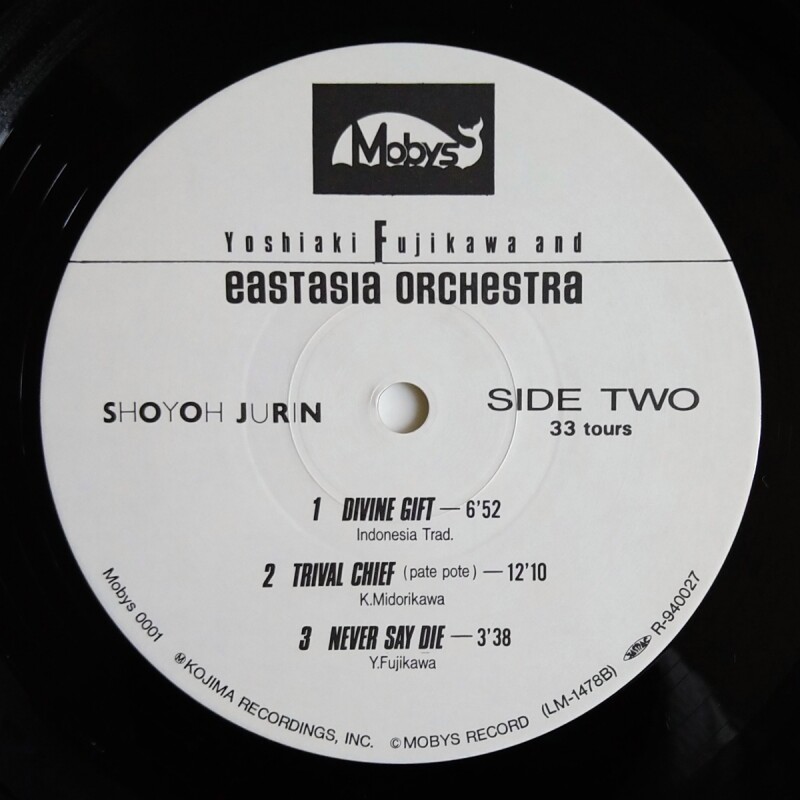 Mobys
Yoshiaki Fujikawa and
eastasia orchestra
SHOYOH JURIN
SIDE TWO
33 tours
1 DIVINE GIFT — 6'52
Indonesia Trad.
2 TRIVAL CHIEF (pate pote) — 12'10
K.Midorikawa
3 NEVER SAY DIE — 3'38
Y.Fujikawa
Mobys 0001
Ⓜ KOJIMA RECORDINGS, INC. © MOBYS RECORD (LM-1478B)
R-940027